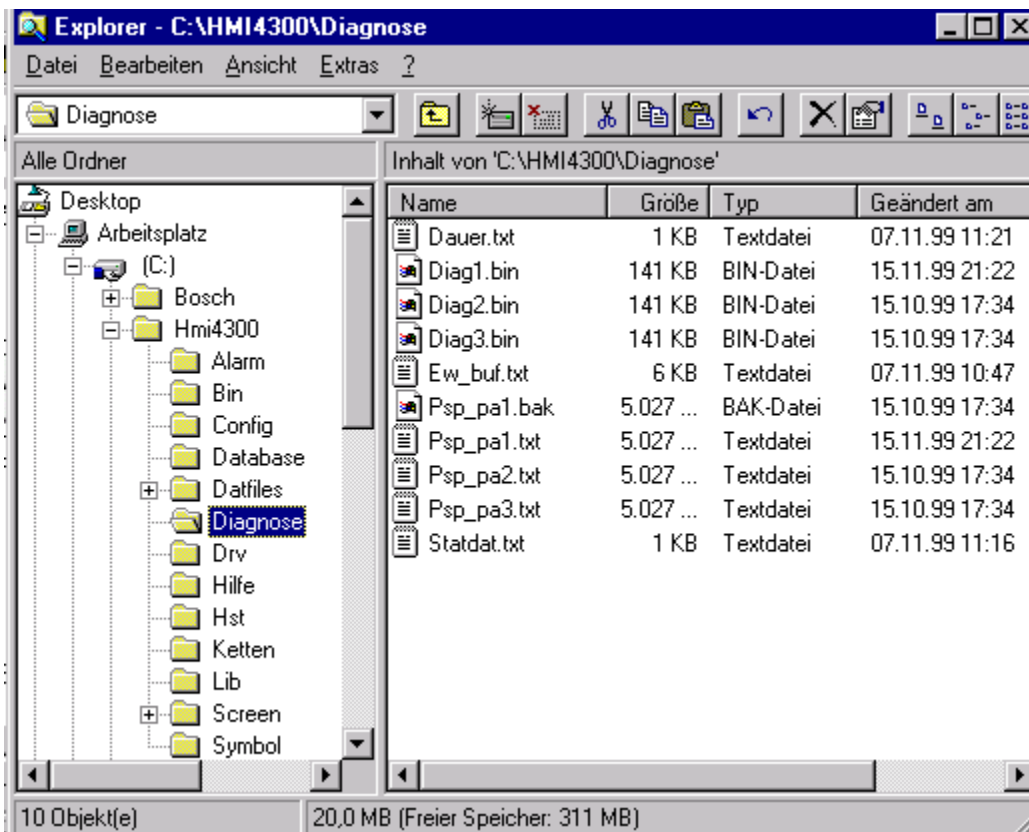 Explorer - C:\HMI4300\Diagnose
Datei Bearbeiten Ansicht Extras ?
Diagnose
Alle Ordner
Inhalt von 'C:\HMI4300\Diagnose'
Desktop
Arbeitsplatz
(C:)
Bosch
Hmi4300
Alarm
Bin
Config
Database
Datfiles
Diagnose
Drv
Hilfe
Hst
Ketten
Lib
Screen
Symbol
Name Größe Typ Geändert am
Dauer.txt 1 KB Textdatei 07.11.99 11:21
Diag1.bin 141 KB BIN-Datei 15.11.99 21:22
Diag2.bin 141 KB BIN-Datei 15.10.99 17:34
Diag3.bin 141 KB BIN-Datei 15.10.99 17:34
Ew_buf.txt 6 KB Textdatei 07.11.99 10:47
Psp_pa1.bak 5.027 ... BAK-Datei 15.10.99 17:34
Psp_pa1.txt 5.027 ... Textdatei 15.11.99 21:22
Psp_pa2.txt 5.027 ... Textdatei 15.10.99 17:34
Psp_pa3.txt 5.027 ... Textdatei 15.10.99 17:34
Statdat.txt 1 KB Textdatei 07.11.99 11:16
10 Objekt(e)
20,0 MB (Freier Speicher: 311 MB)